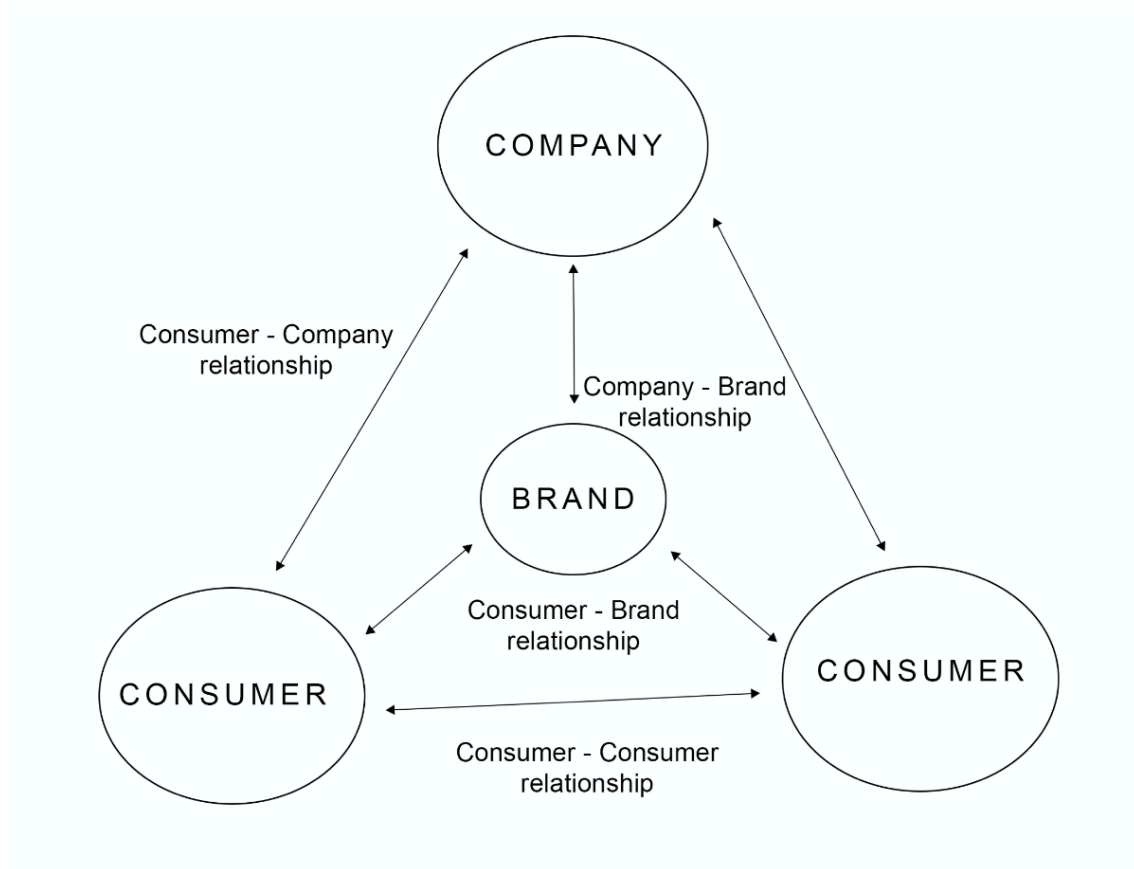 COMPANY
Consumer - Company
relationship
Company - Brand
relationship
BRAND
Consumer - Brand
relationship
CONSUMER
CONSUMER
Consumer - Consumer
relationship